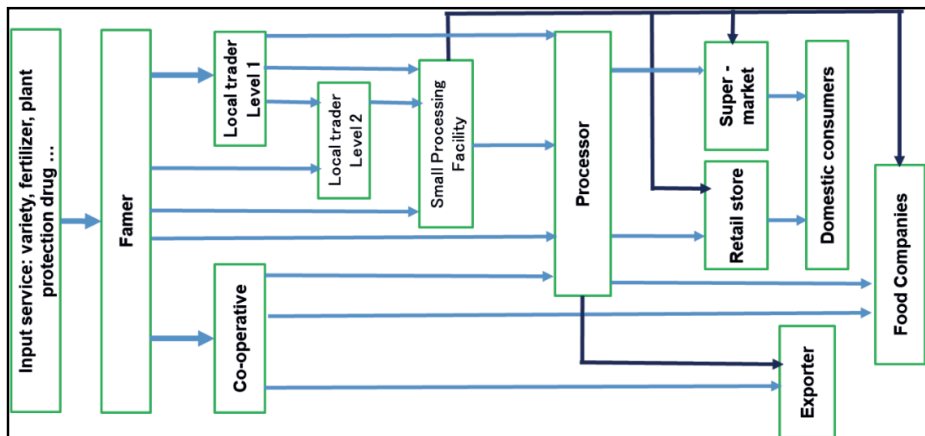 Input service: variety, fertilizer, plant
protection drug ...
Famer
Local trader
Level 1
Local trader
Level 2
Small Processing
Facility
Co-operative
Processor
Super -
market
Retail store
Domestic consumers
Exporter
Food Companies